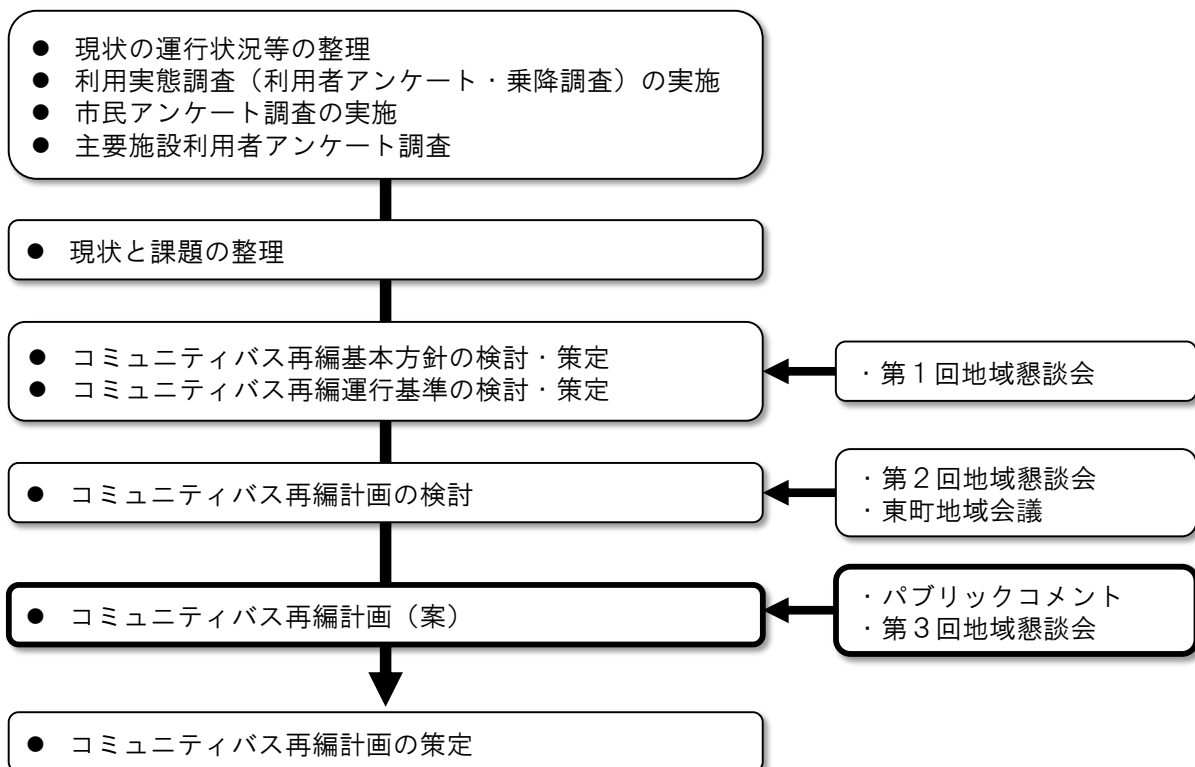 ● 現状の運行状況等の整理
● 利用実態調査（利用者アンケート・乗降調査）の実施
● 市民アンケート調査の実施
● 主要施設利用者アンケート調査
● 現状と課題の整理
● コミュニティバス再編基本方針の検討・策定
● コミュニティバス再編運行基準の検討・策定
・第１回地域懇談会
● コミュニティバス再編計画の検討
・第２回地域懇談会
・東町地域会議
● コミュニティバス再編計画（案）
・パブリックコメント
・第３回地域懇談会
● コミュニティバス再編計画の策定